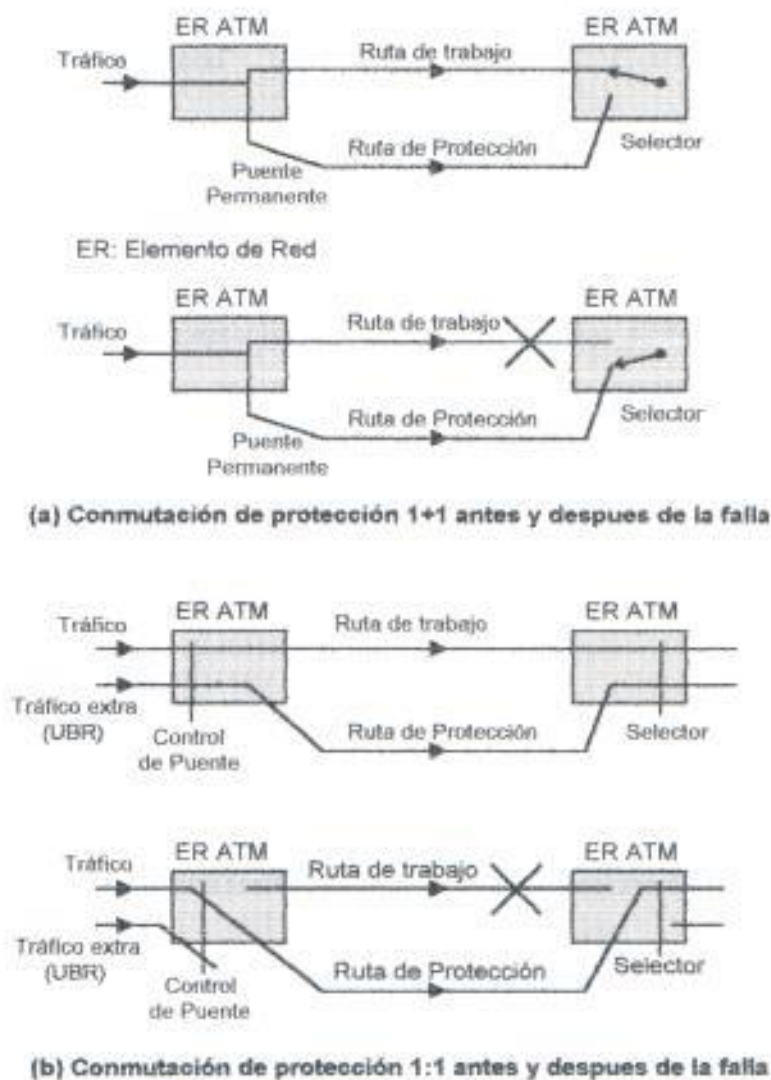 ER ATM
ER ATM
Tráfico
Ruta de trabajo
Ruta de Protección
Selector
Puente
Permanente
ER: Elemento de Red
ER ATM
ER ATM
Tráfico
Ruta de trabajo
Ruta de Protección
Selector
Puente
Permanente
(a) Conmutación de protección 1+1 antes y despues de la falla
ER ATM
ER ATM
Tráfico
Ruta de trabajo
Tráfico extra
(UBR)
Control
de Puente
Ruta de Protección
Selector
ER ATM
ER ATM
Tráfico
Ruta de trabajo
Tráfico extra
(UBR)
Control
de Puente
Ruta de Protección
Selector
(b) Conmutación de protección 1:1 antes y despues de la falla